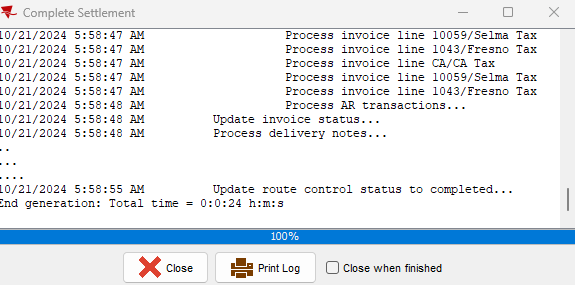 Complete Settlement
10/21/2024 5:58:47 AM Process invoice line 10059/Selma Tax
10/21/2024 5:58:47 AM Process invoice line 1043/Fresno Tax
10/21/2024 5:58:47 AM Process invoice line CA/CA Tax
10/21/2024 5:58:47 AM Process invoice line 10059/Selma Tax
10/21/2024 5:58:47 AM Process invoice line 1043/Fresno Tax
10/21/2024 5:58:48 AM Process AR transactions...
10/21/2024 5:58:48 AM Update invoice status...
10/21/2024 5:58:48 AM Process delivery notes...
..
...
....
10/21/2024 5:58:55 AM Update route control status to completed...
End generation: Total time = 0:0:24 h:m:s
100%
Close Print Log Close when finished